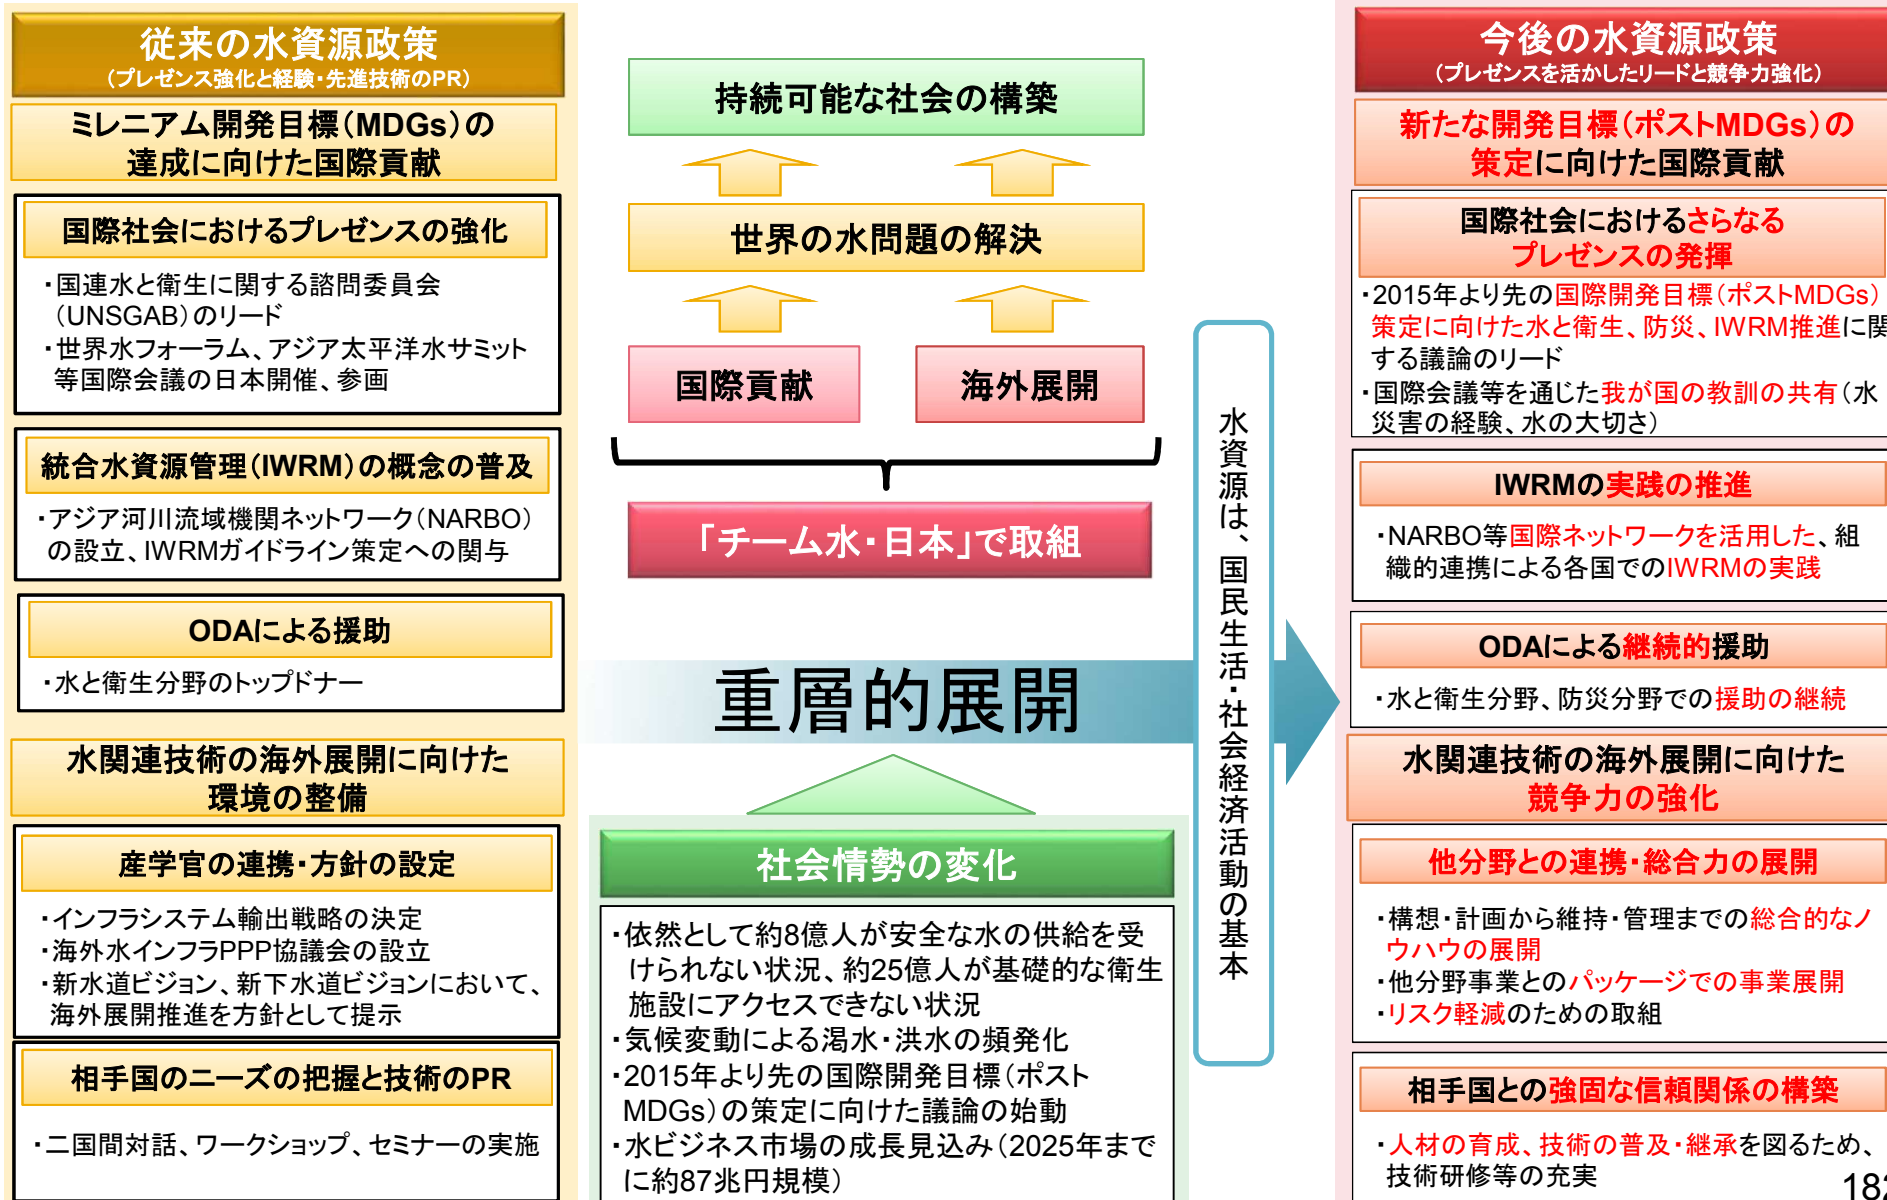 従来の水資源政策
（プレゼンス強化と経験・先進技術のPR）
ミレニアム開発目標（MDGs）の
達成に向けた国際貢献
国際社会におけるプレゼンスの強化
・国連水と衛生に関する諮問委員会
（UNSGAB）のリード
・世界水フォーラム、アジア太平洋水サミット
等国際会議の日本開催、参画
統合水資源管理（IWRM）の概念の普及
・アジア河川流域機関ネットワーク（NARBO）
の設立、IWRMガイドライン策定への関与
ODAによる援助
・水と衛生分野のトップドナー
水関連技術の海外展開に向けた
環境の整備
産学官の連携・方針の設定
・インフラシステム輸出戦略の決定
・海外水インフラPPP協議会の設立
・新水道ビジョン、新下水道ビジョンにおいて、
海外展開推進を方針として提示
相手国のニーズの把握と技術のPR
・二国間対話、ワークショップ、セミナーの実施
持続可能な社会の構築
世界の水問題の解決
国際貢献
海外展開
「チーム水・日本」で取組
重層的展開
社会情勢の変化
・依然として約8億人が安全な水の供給を受
けられない状況、約25億人が基礎的な衛生
施設にアクセスできない状況
・気候変動による渇水・洪水の頻発化
・2015年より先の国際開発目標（ポスト
MDGs）の策定に向けた議論の始動
・水ビジネス市場の成長見込み（2025年まで
に約87兆円規模）
水資源は、国民生活・社会経済活動の基本
今後の水資源政策
（プレゼンスを活かしたリードと競争力強化）
新たな開発目標（ポストMDGs）の
策定に向けた国際貢献
国際社会におけるさらなる
プレゼンスの発揮
・2015年より先の国際開発目標（ポストMDGs）
策定に向けた水と衛生、防災、IWRM推進に関
する議論のリード
・国際会議等を通じた我が国の教訓の共有（水
災害の経験、水の大切さ）
IWRMの実践の推進
・NARBO等国際ネットワークを活用した、組
織的連携による各国でのIWRMの実践
ODAによる継続的援助
・水と衛生分野、防災分野での援助の継続
水関連技術の海外展開に向けた
競争力の強化
他分野との連携・総合力の展開
・構想・計画から維持・管理までの総合的なノ
ウハウの展開
・他分野事業とのパッケージでの事業展開
・リスク軽減のための取組
相手国との強固な信頼関係の構築
・人材の育成、技術の普及・継承を図るため、
技術研修等の充実
182